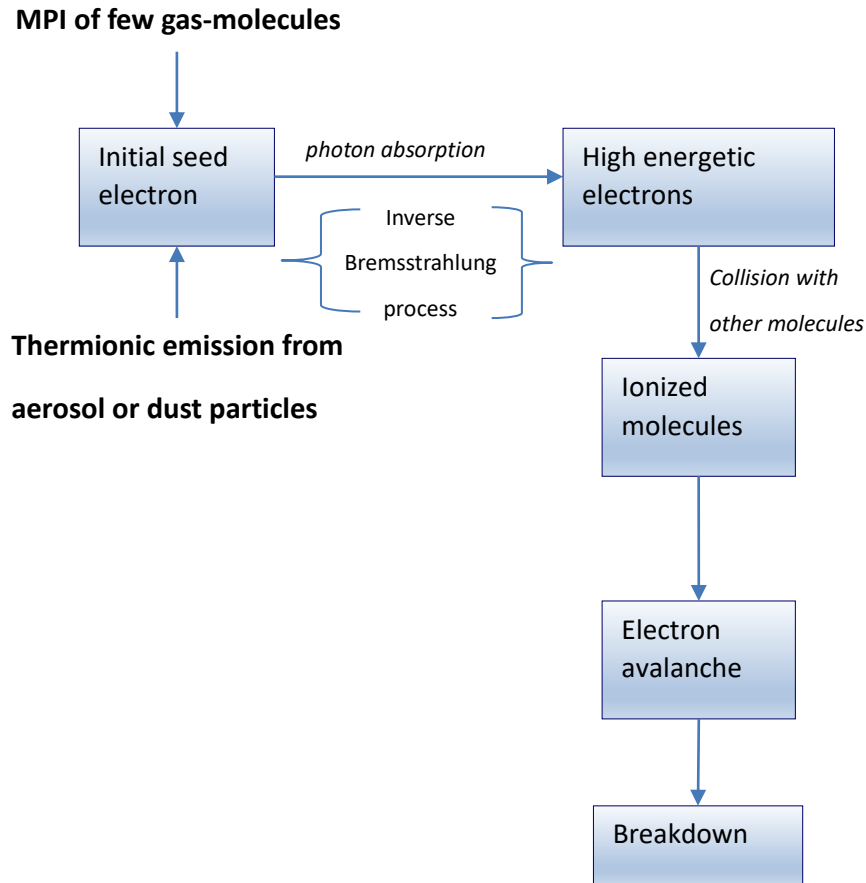 MPI of few gas-molecules
Initial seed
electron
photon absorption
High energetic
electrons
Inverse
Bremsstrahlung
process
Collision with
other molecules
Thermionic emission from
aerosol or dust particles
Ionized
molecules
Electron
avalanche
Breakdown